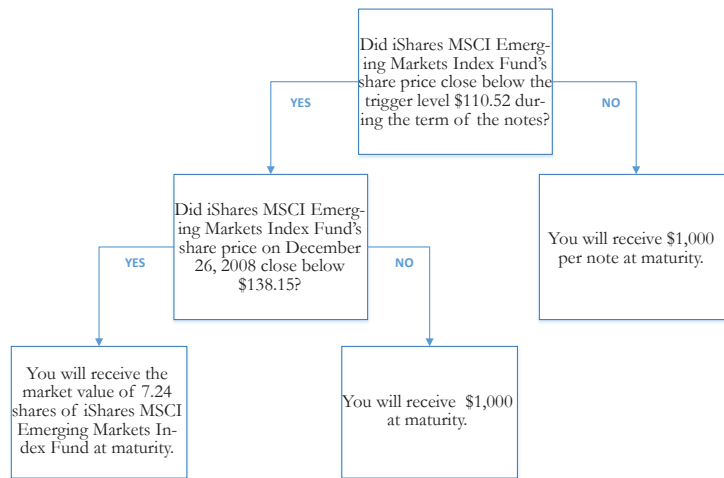 Did iShares MSCI Emerg-
ing Markets Index Fund's
share price close below the
trigger level $110.52 dur-
ing the term of the notes?
YES
NO
Did iShares MSCI Emerg-
ing Markets Index Fund's
share price on December
26, 2008 close below
$138.15?
You will receive $1,000
per note at maturity.
YES
NO
You will receive the
market value of 7.24
shares of iShares MSCI
Emerging Markets In-
dex Fund at maturity.
You will receive $1,000
at maturity.